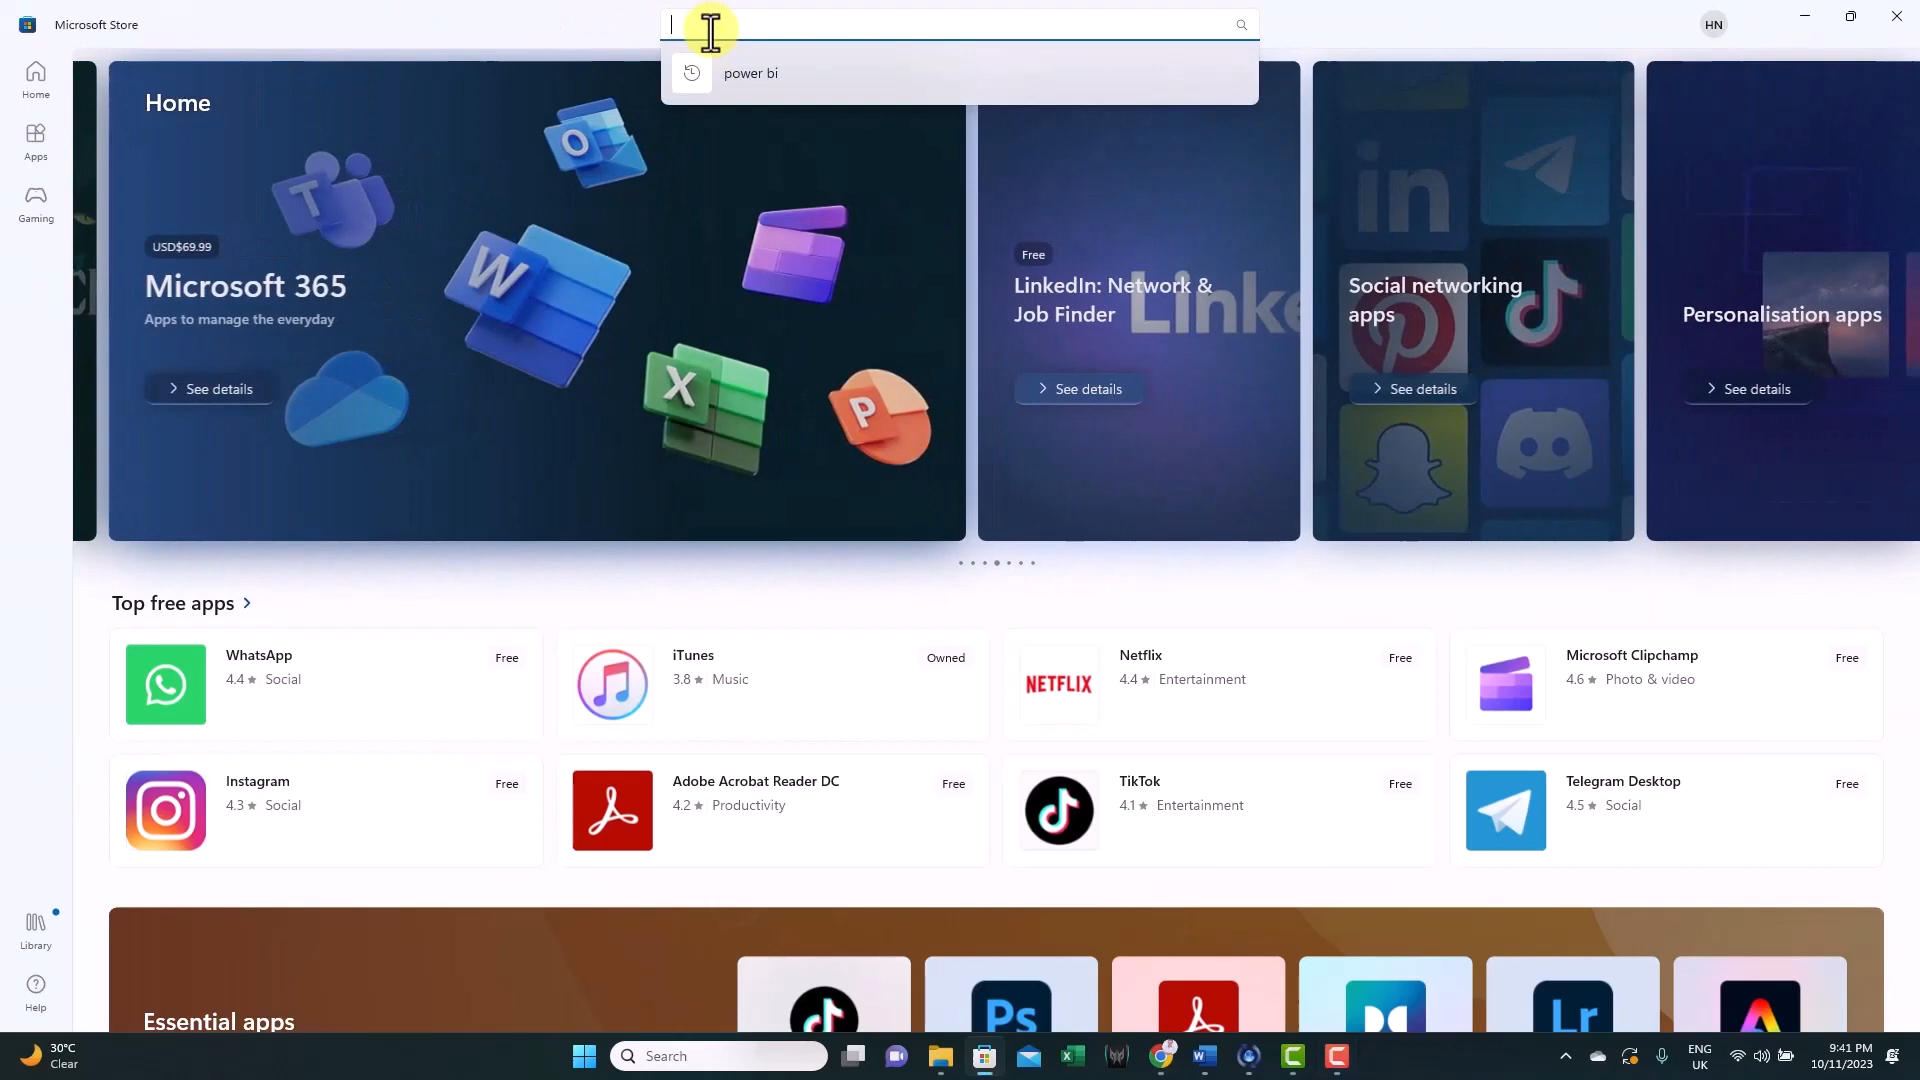 Microsoft Store
HN
power bi
Home
Apps
Gaming
Library
Help
Home
USD$69.99
Microsoft 365
Apps to manage the everyday
See details
T
O
W
X
P
Free
LinkedIn: Network &
Job Finder
Linke
See details
in
Social networking
apps
See details
Personalisation apps
See details
Top free apps
WhatsApp
Free
4.4 ★ Social
iTunes
Owned
3.8 ★ Music
NETFLIX
Netflix
Free
4.4 ★ Entertainment
Microsoft Clipchamp
Free
4.6 ★ Photo & video
Instagram
Free
4.3 ★ Social
Adobe Acrobat Reader DC
Free
4.2 ★ Productivity
TikTok
Free
4.1 ★ Entertainment
Telegram Desktop
Free
4.5 ★ Social
Essential apps
Ps
Lr
30°C
Clear
Search
ENG
UK
9:41 PM
10/11/2023